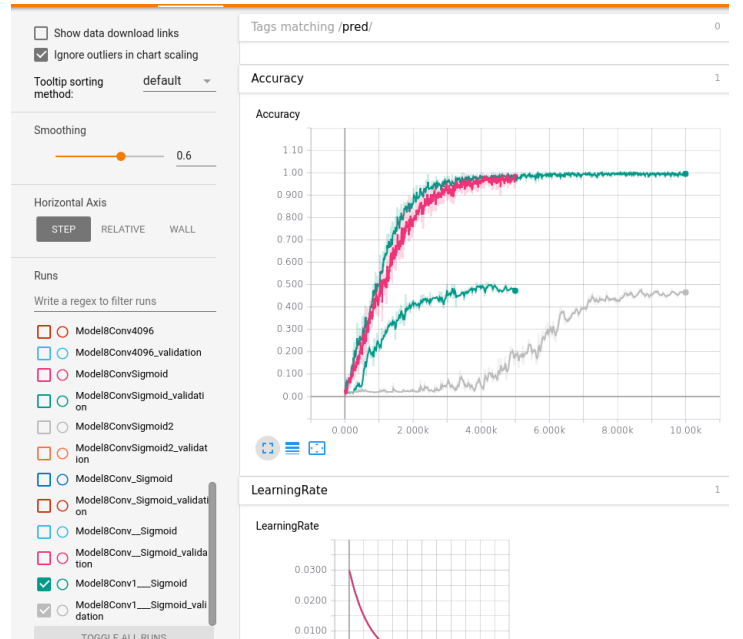 Show data download links
Ignore outliers in chart scaling
Tooltip sorting
method:
default
Smoothing
0.6
Horizontal Axis
STEP
RELATIVE
WALL
Runs
Write a regex to filter runs
Model8Conv4096
Model8Conv4096_validation
Model8ConvSigmoid
Model8ConvSigmoid_validati
on
Model8ConvSigmoid2
Model8ConvSigmoid2_validat
ion
Model8Conv_Sigmoid
Model8Conv_Sigmoid_validati
on
Model8Conv__Sigmoid
Model8Conv__Sigmoid_valida
tion
Model8Conv1___Sigmoid
Model8Conv1___Sigmoid_vali
dation
TOGGLE ALL RUNS
Tags matching /pred/
0
Accuracy
1
Accuracy
1.10
1.00
0.900
0.800
0.700
0.600
0.500
0.400
0.300
0.200
0.100
0.00
0.000
2.000k
4.000k
6.000k
8.000k
10.00k
LearningRate
1
LearningRate
0.0300
0.0200
0.0100